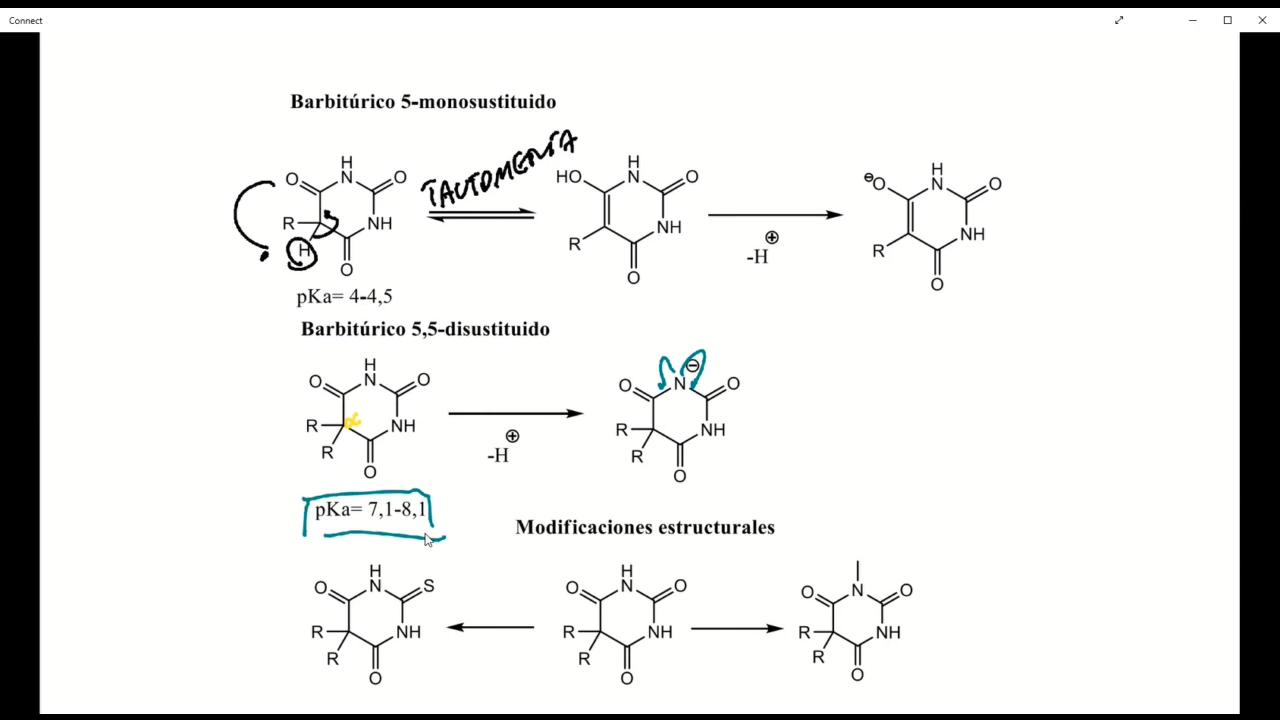 Connect
Barbitúrico 5-monosustituido
TAUTOMERÍA
H
O N O
R NH
H
O
H
HO N O
NH
R
O
-H ⊕
H
⊖O N O
NH
R
O
pKa= 4-4,5
Barbitúrico 5,5-disustituido
H
O N O
R α NH
R
O
-H ⊕
⊖
O N O
R NH
R
O
pKa= 7,1-8,1
Modificaciones estructurales
H
O N S
R NH
R
O
H
O N O
R NH
R
O
O N O
R NH
R
O